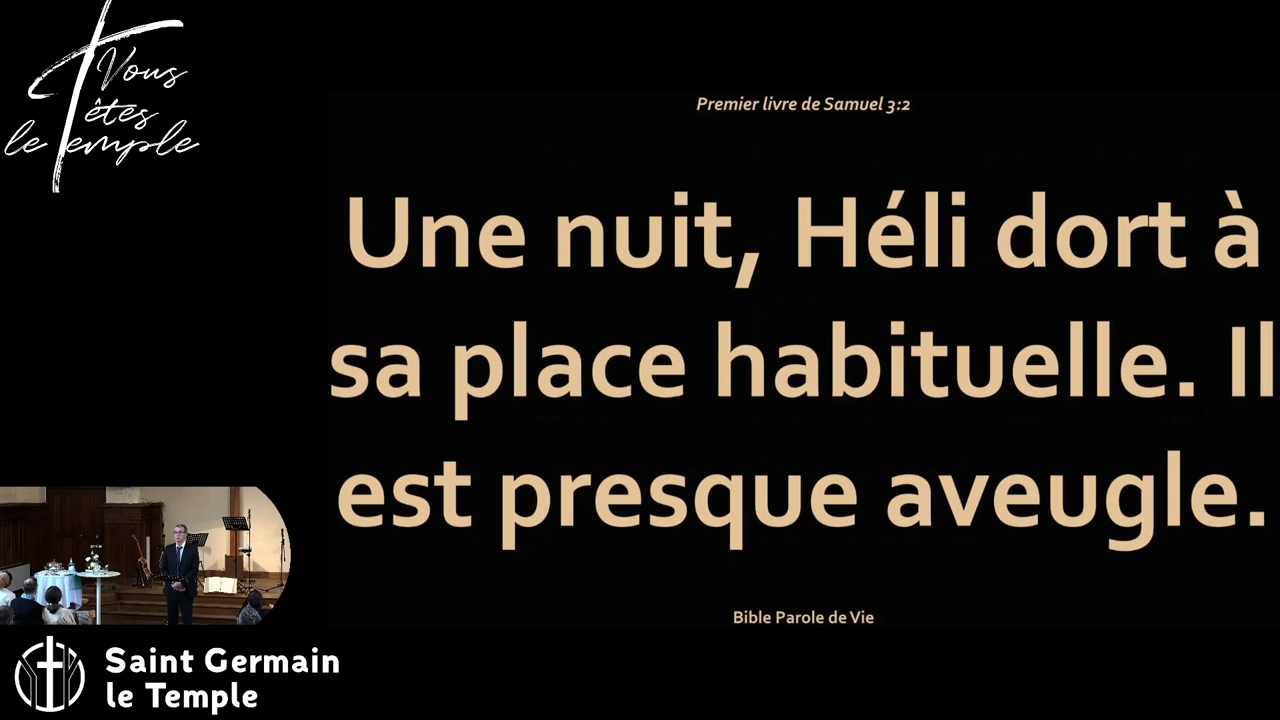 Vous
êtes
le Temple
Premier livre de Samuel 3:2
Une nuit, Héli dort à
sa place habituelle. Il
est presque aveugle.
Bible Parole de Vie
Saint Germain
le Temple